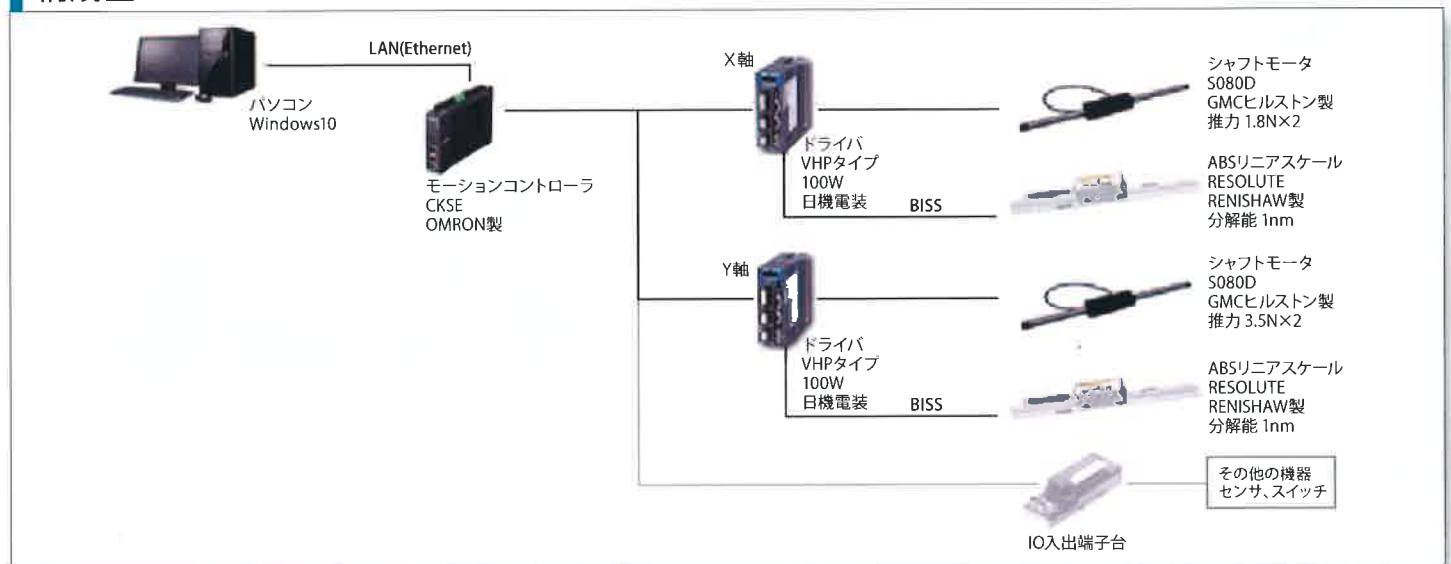 LAN(Ethernet)
パソコン
Windows10
モーションコントローラ
CKSE
OMRON製
X軸
ドライバ
VHPタイプ
100W
日機電装
BISS
シャフトモータ
S080D
GMCヒルストン製
推力 1.8N×2
ABSリニアスケール
RESOLUTE
RENISHAW製
分解能 1nm
Y軸
ドライバ
VHPタイプ
100W
日機電装
BISS
シャフトモータ
S080D
GMCヒルストン製
推力 3.5N×2
ABSリニアスケール
RESOLUTE
RENISHAW製
分解能 1nm
その他の機器
センサ、スイッチ
IO入出端子台